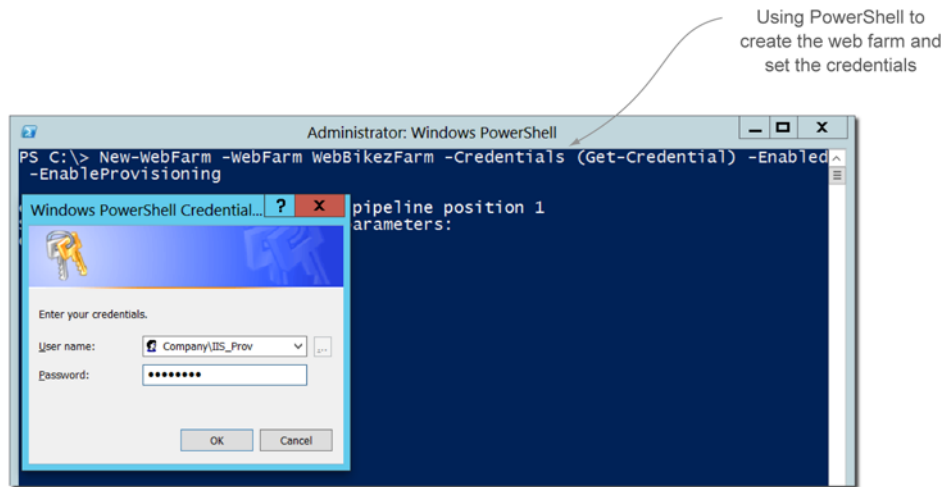 Using PowerShell to
create the web farm and
set the credentials
Administrator: Windows PowerShell
PS C:\> New-WebFarm -WebFarm WebBikezFarm -Credentials (Get-Credential) -Enabled
-EnableProvisioning
pipeline position 1
arameters:
Windows PowerShell Credential...
Enter your credentials.
User name:
Company\IIS_Prov
Password:
OK
Cancel